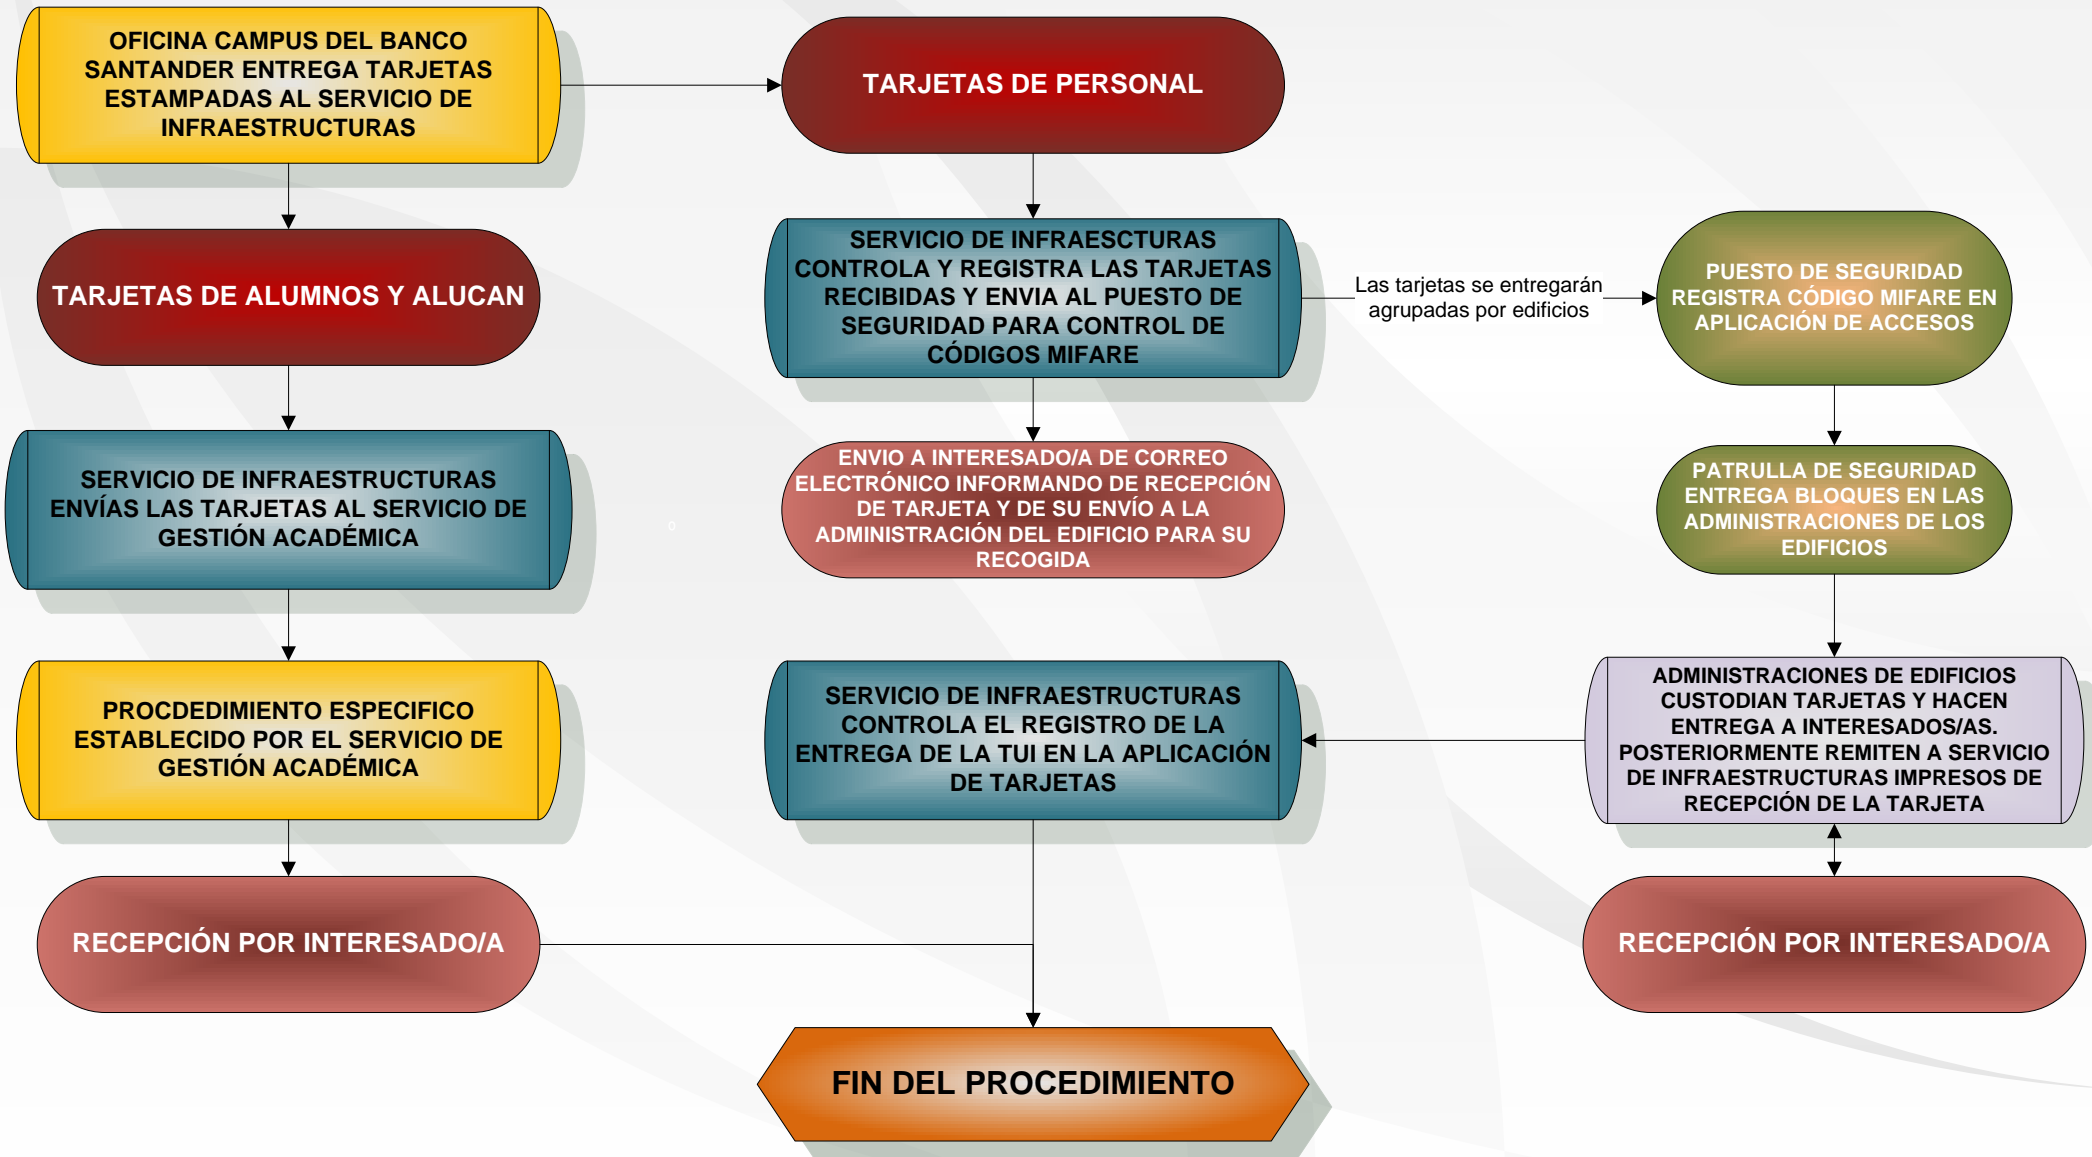 OFICINA CAMPUS DEL BANCO
SANTANDER ENTREGA TARJETAS
ESTAMPADAS AL SERVICIO DE
INFRAESTRUCTURAS
TARJETAS DE PERSONAL
TARJETAS DE ALUMNOS Y ALUCAN
SERVICIO DE INFRAESCTURAS
CONTROLA Y REGISTRA LAS TARJETAS
RECIBIDAS Y ENVIA AL PUESTO DE
SEGURIDAD PARA CONTROL DE
CÓDIGOS MIFARE
Las tarjetas se entregarán
agrupadas por edificios
PUESTO DE SEGURIDAD
REGISTRA CÓDIGO MIFARE EN
APLICACIÓN DE ACCESOS
SERVICIO DE INFRAESTRUCTURAS
ENVÍAS LAS TARJETAS AL SERVICIO DE
GESTIÓN ACADÉMICA
ENVIO A INTERESADO/A DE CORREO
ELECTRÓNICO INFORMANDO DE RECEPCIÓN
DE TARJETA Y DE SU ENVÍO A LA
ADMINISTRACIÓN DEL EDIFICIO PARA SU
RECOGIDA
PATRULLA DE SEGURIDAD
ENTREGA BLOQUES EN LAS
ADMINISTRACIONES DE LOS
EDIFICIOS
PROCDEDIMIENTO ESPECIFICO
ESTABLECIDO POR EL SERVICIO DE
GESTIÓN ACADÉMICA
SERVICIO DE INFRAESTRUCTURAS
CONTROLA EL REGISTRO DE LA
ENTREGA DE LA TUI EN LA APLICACIÓN
DE TARJETAS
ADMINISTRACIONES DE EDIFICIOS
CUSTODIAN TARJETAS Y HACEN
ENTREGA A INTERESADOS/AS.
POSTERIORMENTE REMITEN A SERVICIO
DE INFRAESTRUCTURAS IMPRESOS DE
RECEPCIÓN DE LA TARJETA
RECEPCIÓN POR INTERESADO/A
RECEPCIÓN POR INTERESADO/A
FIN DEL PROCEDIMIENTO